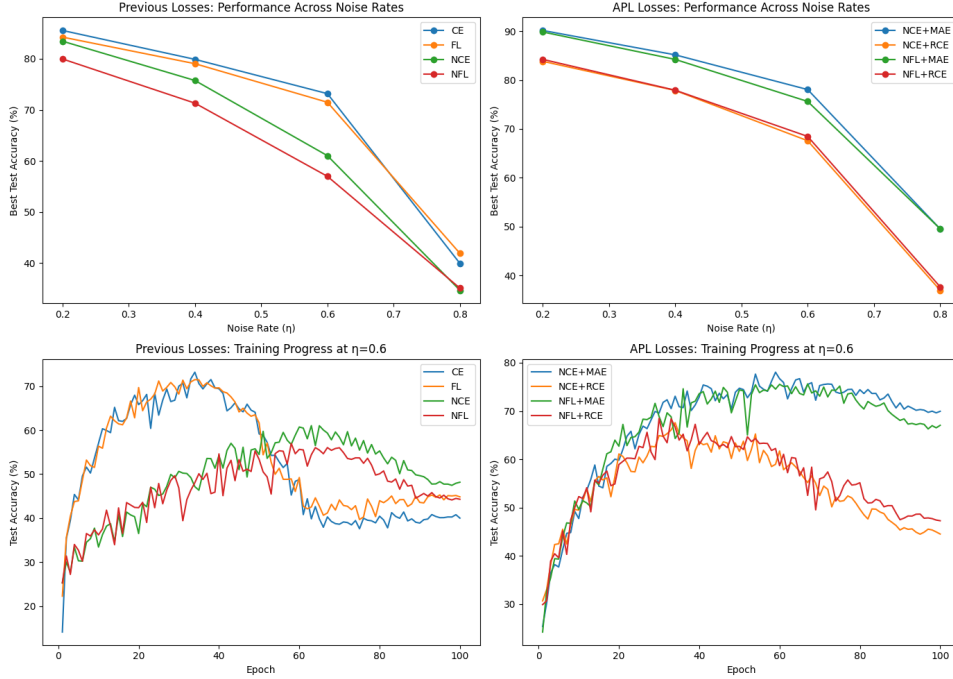 Previous Losses: Performance Across Noise Rates
CE
FL
NCE
NFL
Best Test Accuracy (%)
80
70
60
50
40
0.2
0.3
0.4
0.5
0.6
0.7
0.8
Noise Rate (η)
APL Losses: Performance Across Noise Rates
NCE+MAE
NCE+RCE
NFL+MAE
NFL+RCE
Best Test Accuracy (%)
90
80
70
60
50
40
0.2
0.3
0.4
0.5
0.6
0.7
0.8
Noise Rate (η)
Previous Losses: Training Progress at η=0.6
CE
FL
NCE
NFL
Test Accuracy (%)
70
60
50
40
30
20
0
20
40
60
80
100
Epoch
APL Losses: Training Progress at η=0.6
NCE+MAE
NCE+RCE
NFL+MAE
NFL+RCE
Test Accuracy (%)
80
70
60
50
40
30
0
20
40
60
80
100
Epoch